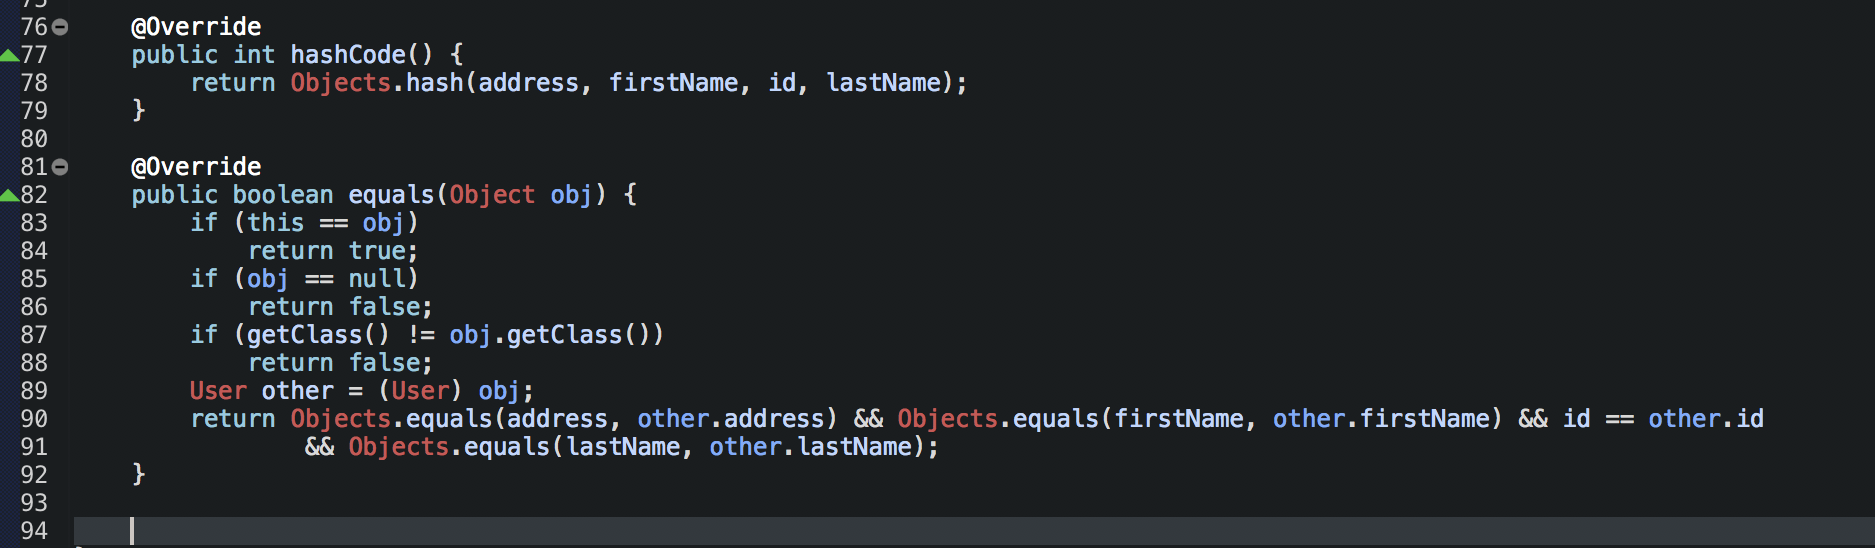 76 @Override
77 public int hashCode() {
78 return Objects.hash(address, firstName, id, lastName);
79 }
80
81 @Override
82 public boolean equals(Object obj) {
83 if (this == obj)
84 return true;
85 if (obj == null)
86 return false;
87 if (getClass() != obj.getClass())
88 return false;
89 User other = (User) obj;
90 return Objects.equals(address, other.address) && Objects.equals(firstName, other.firstName) && id == other.id
91 && Objects.equals(lastName, other.lastName);
92 }
93
94